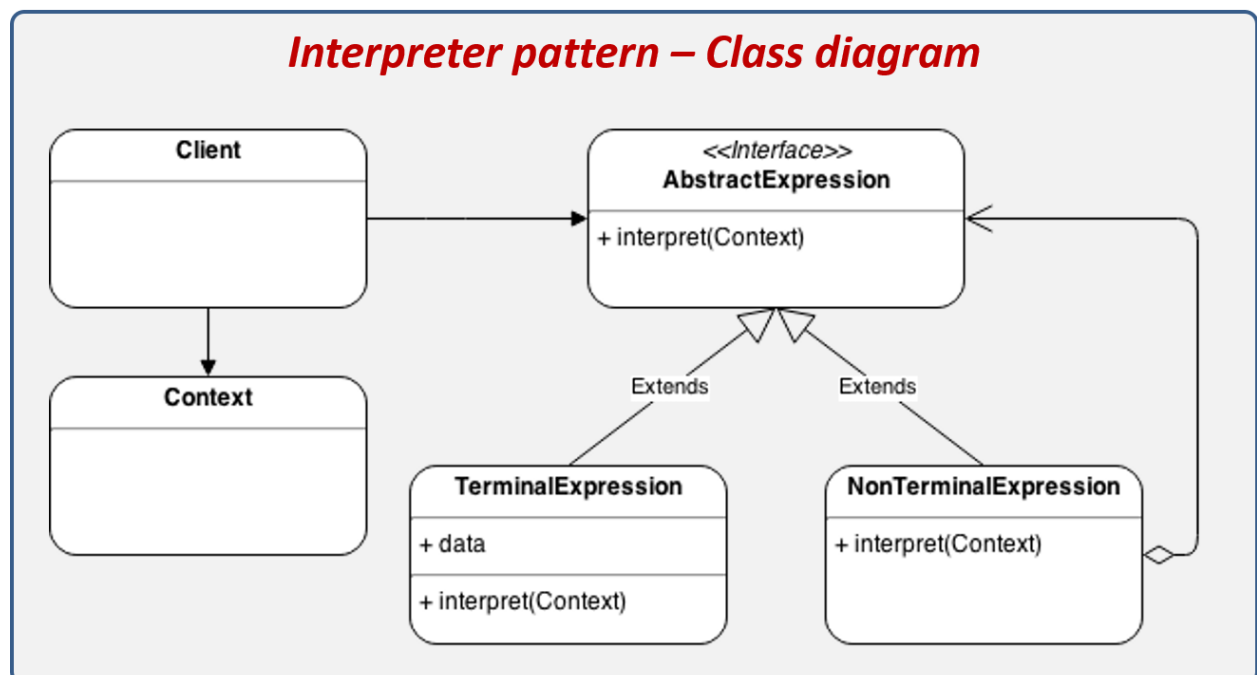 Interpreter pattern – Class diagram
Client
<<Interface>>
AbstractExpression
+ interpret(Context)
Context
Extends
Extends
TerminalExpression
+ data
+ interpret(Context)
NonTerminalExpression
+ interpret(Context)